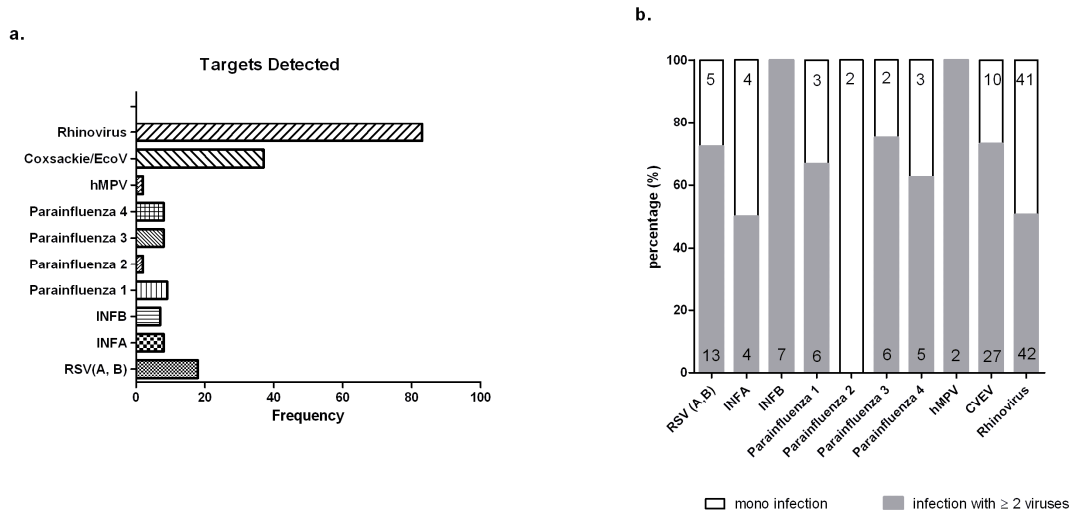 a.
Targets Detected
Rhinovirus
Coxsackie/EcoV
hMPV
Parainfluenza 4
Parainfluenza 3
Parainfluenza 2
Parainfluenza 1
INFB
INFA
RSV(A, B)
0 20 40 60 80 100
Frequency
b.
percentage (%)
100
80
60
40
20
0
5 4 3 2 2 3 10 41
13 4 7 6 6 5 2 27 42
RSV (A,B)
INFA
INFB
Parainfluenza 1
Parainfluenza 2
Parainfluenza 3
Parainfluenza 4
hMPV
CVEV
Rhinovirus
mono infection
infection with ≥ 2 viruses